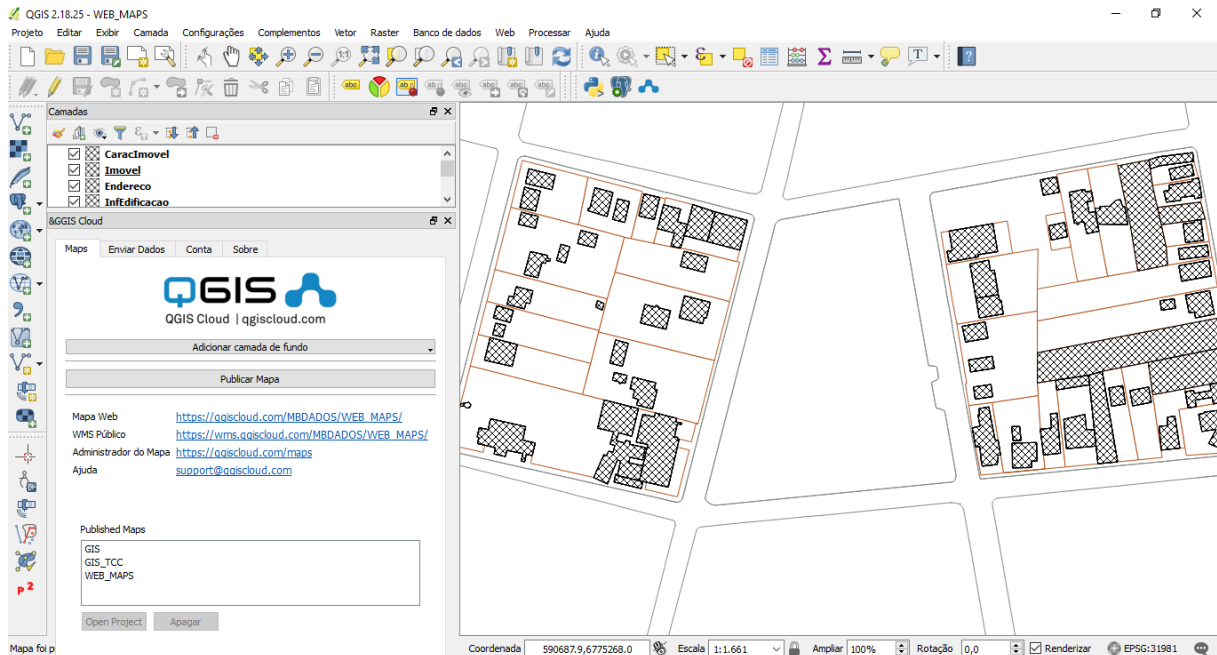 QGIS 2.18.25 - WEB_MAPS
Projeto Editar Exibir Camada Configurações Complementos Vetor Raster Banco de dados Web Processar Ajuda
Camadas
CaracImovel
Imovel
Endereco
InfEdificacao
&GGIS Cloud
Maps Enviar Dados Conta Sobre
QGIS
QGIS Cloud | qgiscloud.com
Adicionar camada de fundo
Publicar Mapa
Mapa Web https://qgiscloud.com/MBDADOS/WEB_MAPS/
WMS Público https://wms.qgiscloud.com/MBDADOS/WEB_MAPS/
Administrador do Mapa https://qgiscloud.com/maps
Ajuda support@qgiscloud.com
Published Maps
GIS
GIS_TCC
WEB_MAPS
Open Project Apagar
P2
Mapa foi p
Coordenada 590687.9,6775268.0 Escala 1:1.661 Ampliar 100% Rotação 0,0 Renderizar EPSG:31981